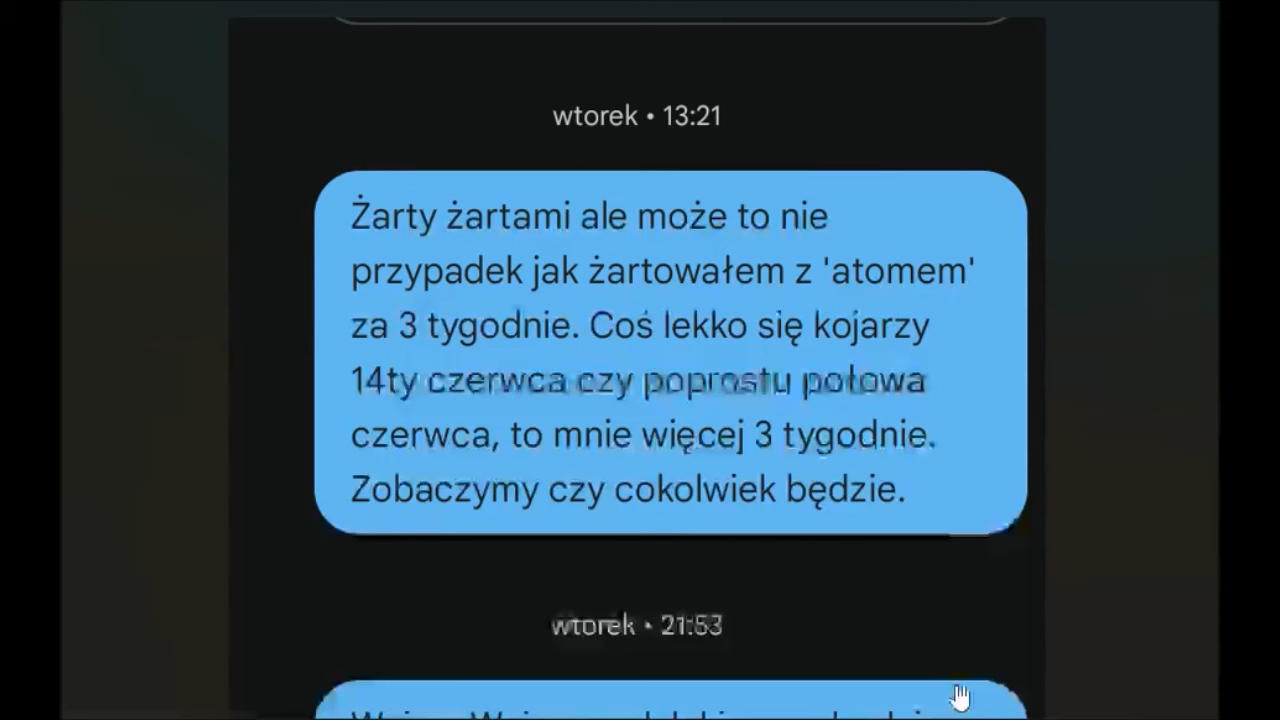 wtorek • 13:21
Żarty żartami ale może to nie
przypadek jak żartowałem z 'atomem'
za 3 tygodnie. Coś lekko się kojarzy
14ty czerwca czy poprostu połowa
czerwca, to mnie więcej 3 tygodnie.
Zobaczymy czy cokolwiek będzie.
wtorek • 21:53